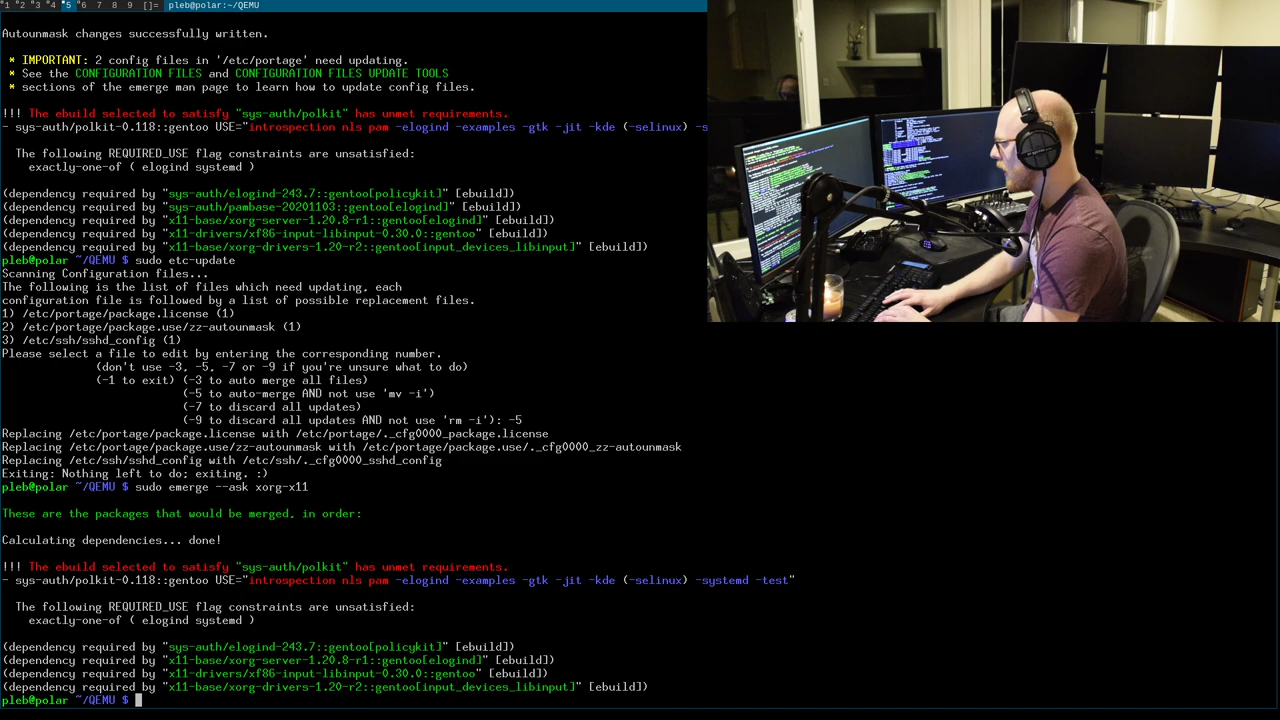 1 2 3 4 5 6 7 8 9 []= pleb@polar:~/QEMU
Autounmask changes successfully written.
* IMPORTANT: 2 config files in '/etc/portage' need updating.
* See the CONFIGURATION FILES and CONFIGURATION FILES UPDATE TOOLS
* sections of the emerge man page to learn how to update config files.
!!! The ebuild selected to satisfy "sys-auth/polkit" has unmet requirements.
- sys-auth/polkit-0.118::gentoo USE="introspection nls pam -elogind -examples -gtk -jit -kde (-selinux) -s
The following REQUIRED_USE flag constraints are unsatisfied:
exactly-one-of ( elogind systemd )
(dependency required by "sys-auth/elogind-243.7::gentoo[policykit]" [ebuild])
(dependency required by "sys-auth/pambase-20201103::gentoo[elogind]" [ebuild])
(dependency required by "x11-base/xorg-server-1.20.8-r1::gentoo[elogind]" [ebuild])
(dependency required by "x11-drivers/xf86-input-libinput-0.30.0::gentoo" [ebuild])
(dependency required by "x11-base/xorg-drivers-1.20-r2::gentoo[input_devices_libinput]" [ebuild])
pleb@polar ~/QEMU $ sudo etc-update
Scanning Configuration files...
The following is the list of files which need updating, each
configuration file is followed by a list of possible replacement files.
1) /etc/portage/package.license (1)
2) /etc/portage/package.use/zz-autounmask (1)
3) /etc/ssh/sshd_config (1)
Please select a file to edit by entering the corresponding number.
(don't use -3, -5, -7 or -9 if you're unsure what to do)
(-1 to exit) (-3 to auto merge all files)
(-5 to auto-merge AND not use 'mv -i')
(-7 to discard all updates)
(-9 to discard all updates AND not use 'rm -i'): -5
Replacing /etc/portage/package.license with /etc/portage/._cfg0000_package.license
Replacing /etc/portage/package.use/zz-autounmask with /etc/portage/package.use/._cfg0000_zz-autounmask
Replacing /etc/ssh/sshd_config with /etc/ssh/._cfg0000_sshd_config
Exiting: Nothing left to do; exiting. :)
pleb@polar ~/QEMU $ sudo emerge --ask xorg-x11
These are the packages that would be merged, in order:
Calculating dependencies... done!
!!! The ebuild selected to satisfy "sys-auth/polkit" has unmet requirements.
- sys-auth/polkit-0.118::gentoo USE="introspection nls pam -elogind -examples -gtk -jit -kde (-selinux) -systemd -test"
The following REQUIRED_USE flag constraints are unsatisfied:
exactly-one-of ( elogind systemd )
(dependency required by "sys-auth/elogind-243.7::gentoo[policykit]" [ebuild])
(dependency required by "x11-base/xorg-server-1.20.8-r1::gentoo[elogind]" [ebuild])
(dependency required by "x11-drivers/xf86-input-libinput-0.30.0::gentoo" [ebuild])
(dependency required by "x11-base/xorg-drivers-1.20-r2::gentoo[input_devices_libinput]" [ebuild])
pleb@polar ~/QEMU $